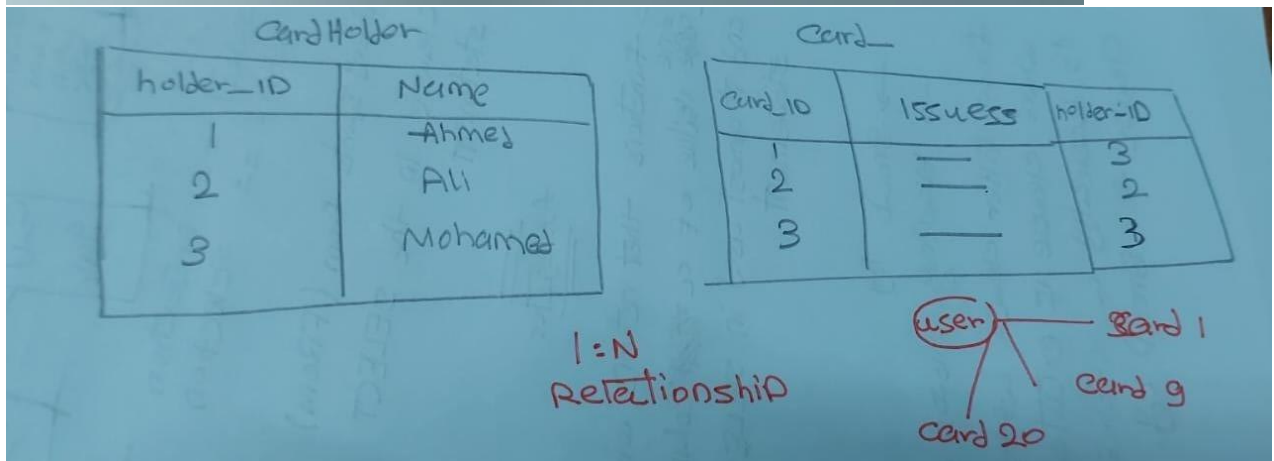 CardHolder
holder_ID Name
1 Ahmed
2 Ali
3 Mohamed
Card
Card_ID Issuess holder_ID
1 3
2 2
3 3
1:N
Relationship
user
card 1
card 9
card 20